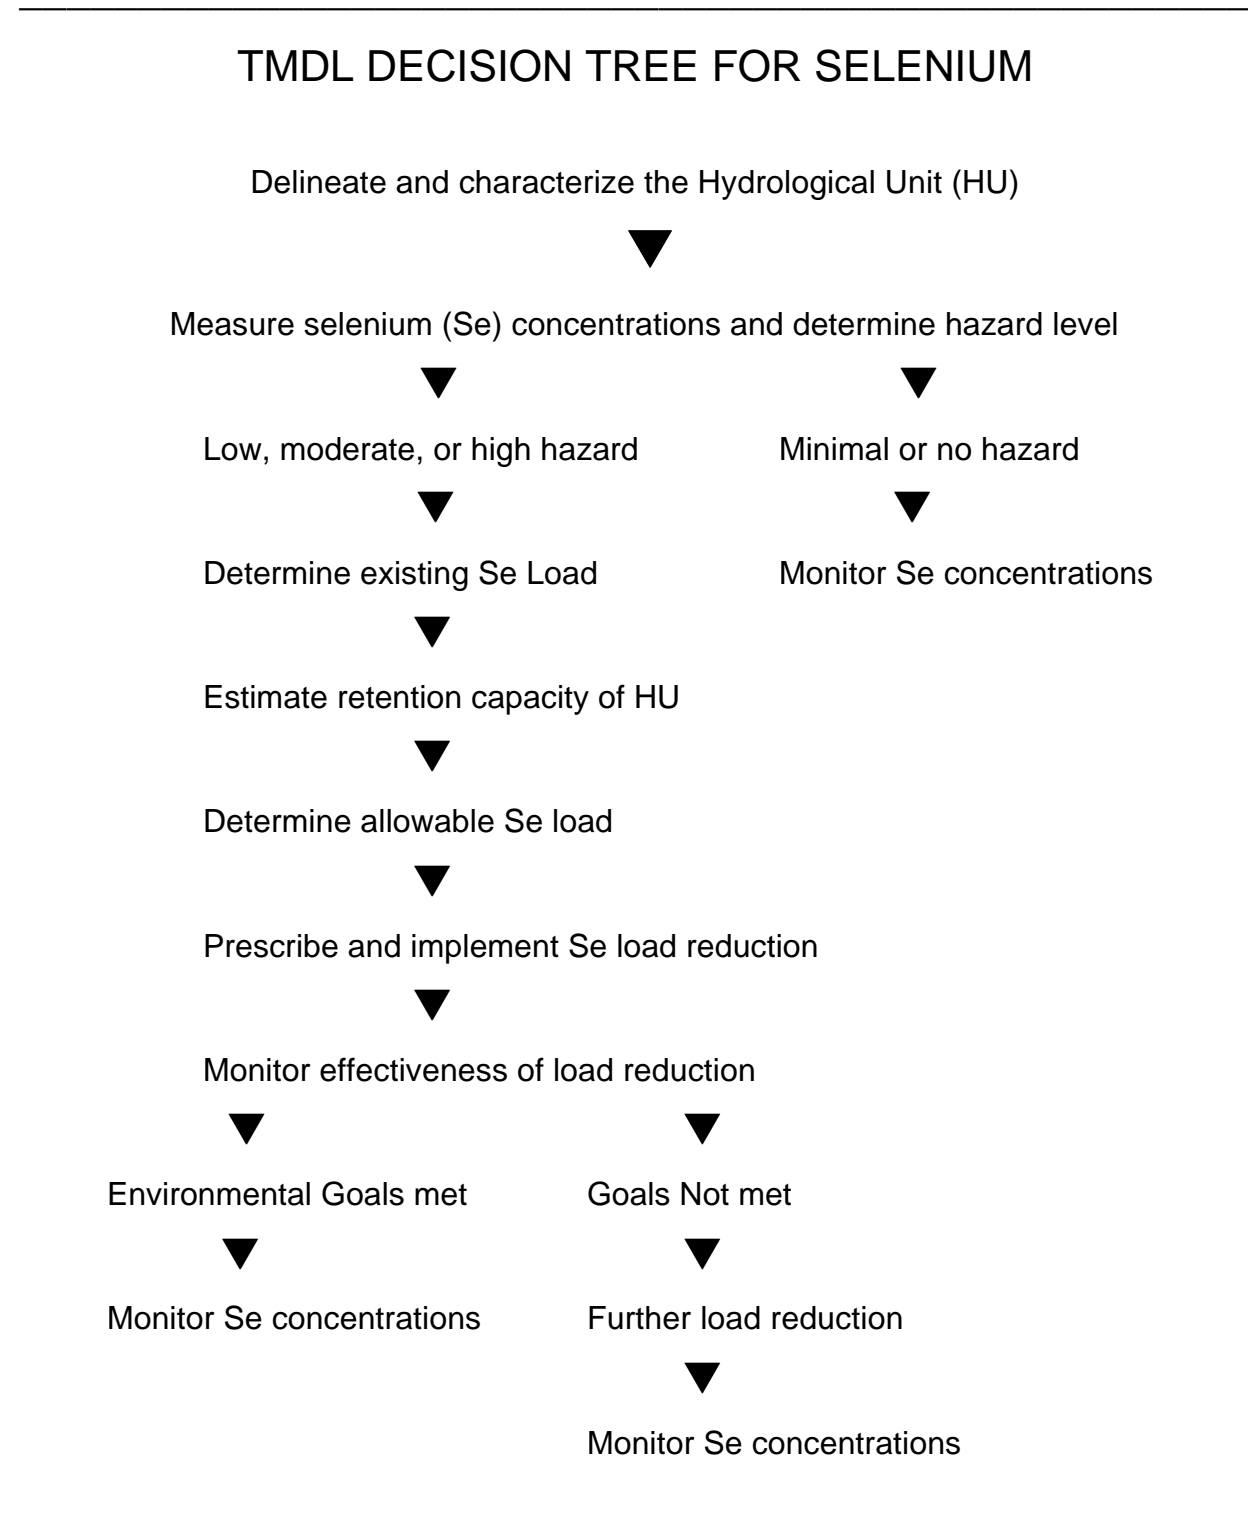 TMDL DECISION TREE FOR SELENIUM
Delineate and characterize the Hydrological Unit (HU)
Measure selenium (Se) concentrations and determine hazard level
Low, moderate, or high hazard
Minimal or no hazard
Determine existing Se Load
Monitor Se concentrations
Estimate retention capacity of HU
Determine allowable Se load
Prescribe and implement Se load reduction
Monitor effectiveness of load reduction
Environmental Goals met
Goals Not met
Monitor Se concentrations
Further load reduction
Monitor Se concentrations